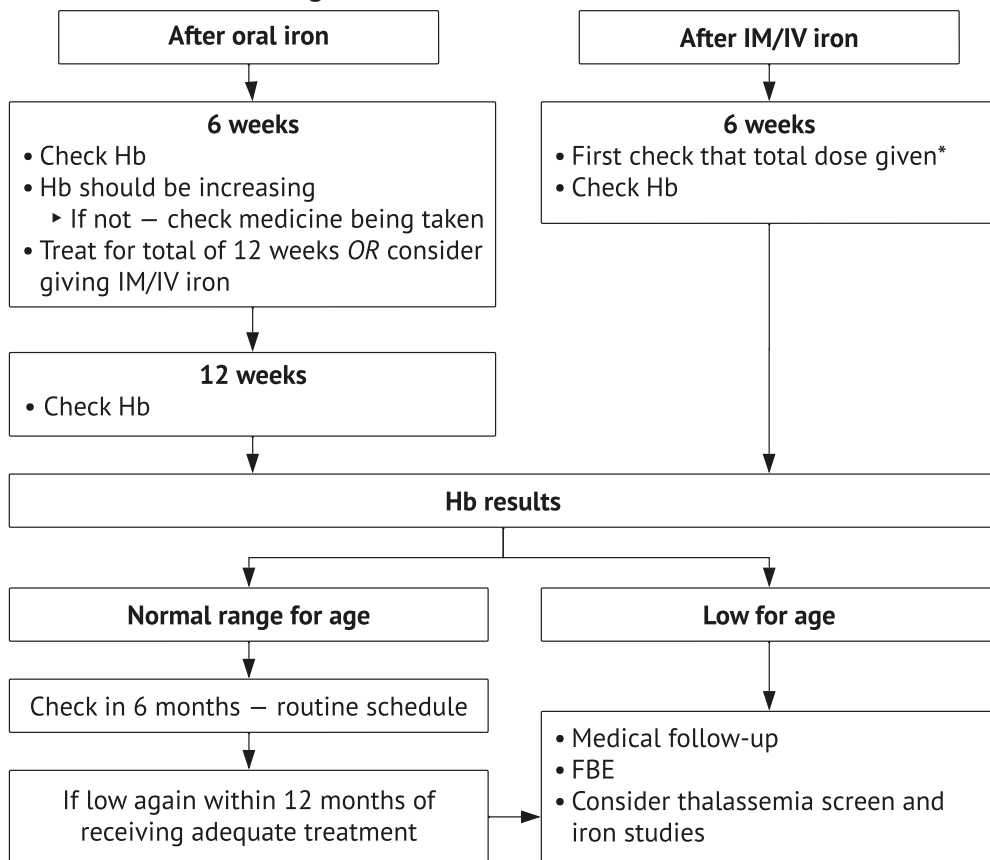 After oral iron
After IM/IV iron
6 weeks
• Check Hb
• Hb should be increasing
‣ If not — check medicine being taken
• Treat for total of 12 weeks OR consider
giving IM/IV iron
6 weeks
• First check that total dose given*
• Check Hb
12 weeks
• Check Hb
Hb results
Normal range for age
Low for age
Check in 6 months — routine schedule
If low again within 12 months of
receiving adequate treatment
• Medical follow-up
• FBE
• Consider thalassemia screen and
iron studies